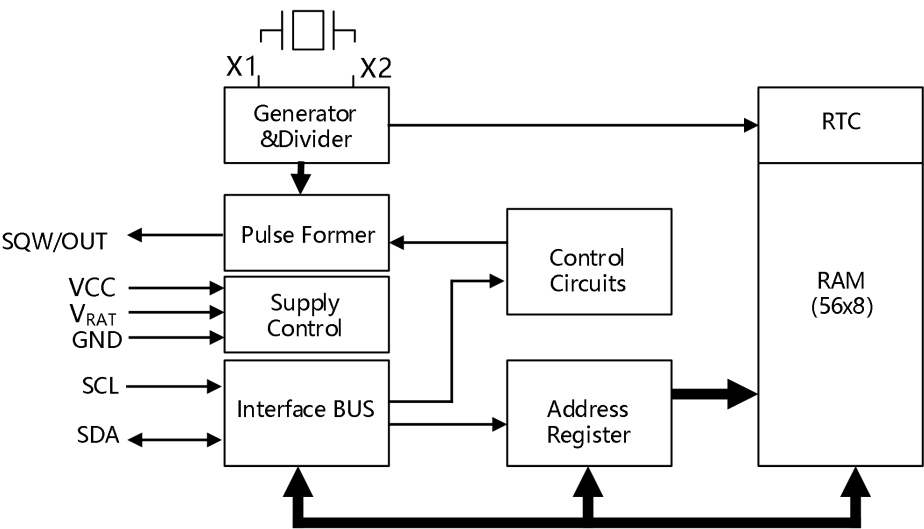 X1
X2
Generator
&Divider
RTC
SQW/OUT
Pulse Former
Control
Circuits
RAM
(56x8)
VCC
VRAT
GND
Supply
Control
SCL
SDA
Interface BUS
Address
Register